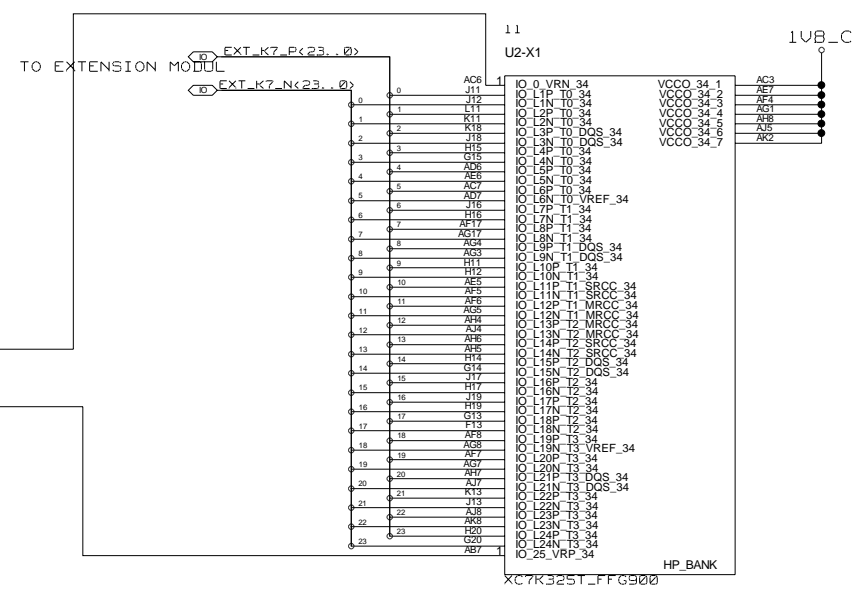 11
U2-X1
1V8_C
EXT_K7_P<23..0>
IO
TO EXTENSION MODUL
EXT_K7_N<23..0>
IO
AC6 1 IO_0_VRN_34 VCCO_34_1 AC3
0 J11 IO_L1P_T0_34 VCCO_34_2 AE7
0 J12 IO_L1N_T0_34 VCCO_34_3 AF4
1 L11 IO_L2P_T0_34 VCCO_34_4 AG1
1 K11 IO_L2N_T0_34 VCCO_34_5 AH8
2 K18 IO_L3P_T0_DQS_34 VCCO_34_6 AJ5
2 J18 IO_L3N_T0_DQS_34 VCCO_34_7 AK2
3 H15 IO_L4P_T0_34
3 G15 IO_L4N_T0_34
4 AD6 IO_L5P_T0_34
4 AE6 IO_L5N_T0_34
5 AC7 IO_L6P_T0_34
5 AD7 IO_L6N_T0_VREF_34
6 J16 IO_L7P_T1_34
6 H16 IO_L7N_T1_34
7 AF17 IO_L8P_T1_34
7 AG17 IO_L8N_T1_34
8 AG4 IO_L9P_T1_DQS_34
8 AG3 IO_L9N_T1_DQS_34
9 H11 IO_L10P_T1_34
9 H12 IO_L10N_T1_34
10 AE5 IO_L11P_T1_SRCC_34
10 AF5 IO_L11N_T1_SRCC_34
11 AF6 IO_L12P_T1_MRCC_34
11 AG5 IO_L12N_T1_MRCC_34
12 AH4 IO_L13P_T2_MRCC_34
12 AJ4 IO_L13N_T2_MRCC_34
13 AH6 IO_L14P_T2_SRCC_34
13 AH5 IO_L14N_T2_SRCC_34
14 H14 IO_L15P_T2_DQS_34
14 G14 IO_L15N_T2_DQS_34
15 J17 IO_L16P_T2_34
15 H17 IO_L16N_T2_34
16 J19 IO_L17P_T2_34
16 H19 IO_L17N_T2_34
17 G13 IO_L18P_T2_34
17 F13 IO_L18N_T2_34
18 AF8 IO_L19P_T3_34
18 AG8 IO_L19N_T3_VREF_34
19 AF7 IO_L20P_T3_34
19 AG7 IO_L20N_T3_34
20 AH7 IO_L21P_T3_DQS_34
20 AJ7 IO_L21N_T3_DQS_34
21 K13 IO_L22P_T3_34
21 J13 IO_L22N_T3_34
22 AJ8 IO_L23P_T3_34
22 AK8 IO_L23N_T3_34
23 H20 IO_L24P_T3_34
23 G20 IO_L24N_T3_34
AB7 1 IO_25_VRP_34
HP_BANK
XC7K325T_FFG900